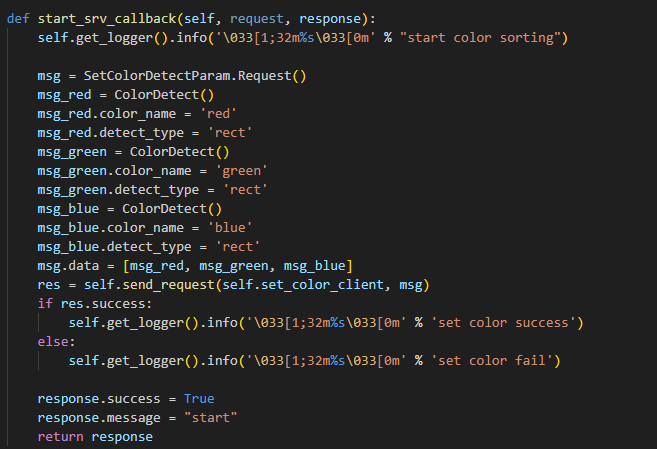 def start_srv_callback(self, request, response):
    self.get_logger().info('\033[1;32m%s\033[0m' % "start color sorting")

    msg = SetColorDetectParam.Request()
    msg_red = ColorDetect()
    msg_red.color_name = 'red'
    msg_red.detect_type = 'rect'
    msg_green = ColorDetect()
    msg_green.color_name = 'green'
    msg_green.detect_type = 'rect'
    msg_blue = ColorDetect()
    msg_blue.color_name = 'blue'
    msg_blue.detect_type = 'rect'
    msg.data = [msg_red, msg_green, msg_blue]
    res = self.send_request(self.set_color_client, msg)
    if res.success:
        self.get_logger().info('\033[1;32m%s\033[0m' % 'set color success')
    else:
        self.get_logger().info('\033[1;32m%s\033[0m' % 'set color fail')

    response.success = True
    response.message = "start"
    return response